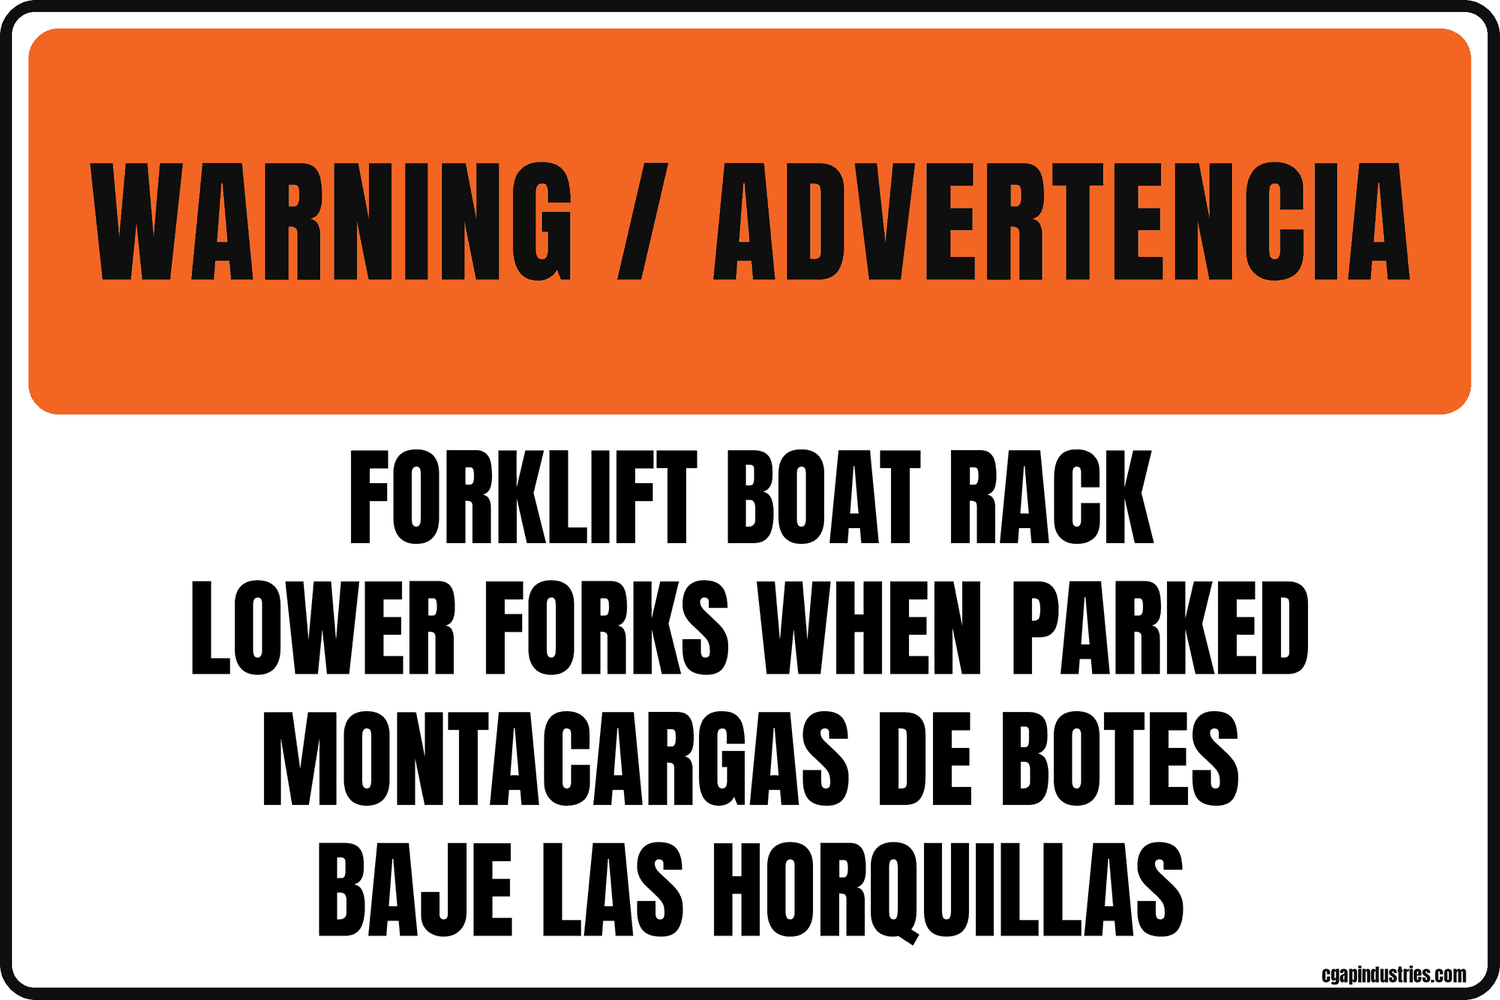 WARNING / ADVERTENCIA
FORKLIFT BOAT RACK
LOWER FORKS WHEN PARKED
MONTACARGAS DE BOTES
BAJE LAS HORQUILLAS
cgapindustries.com